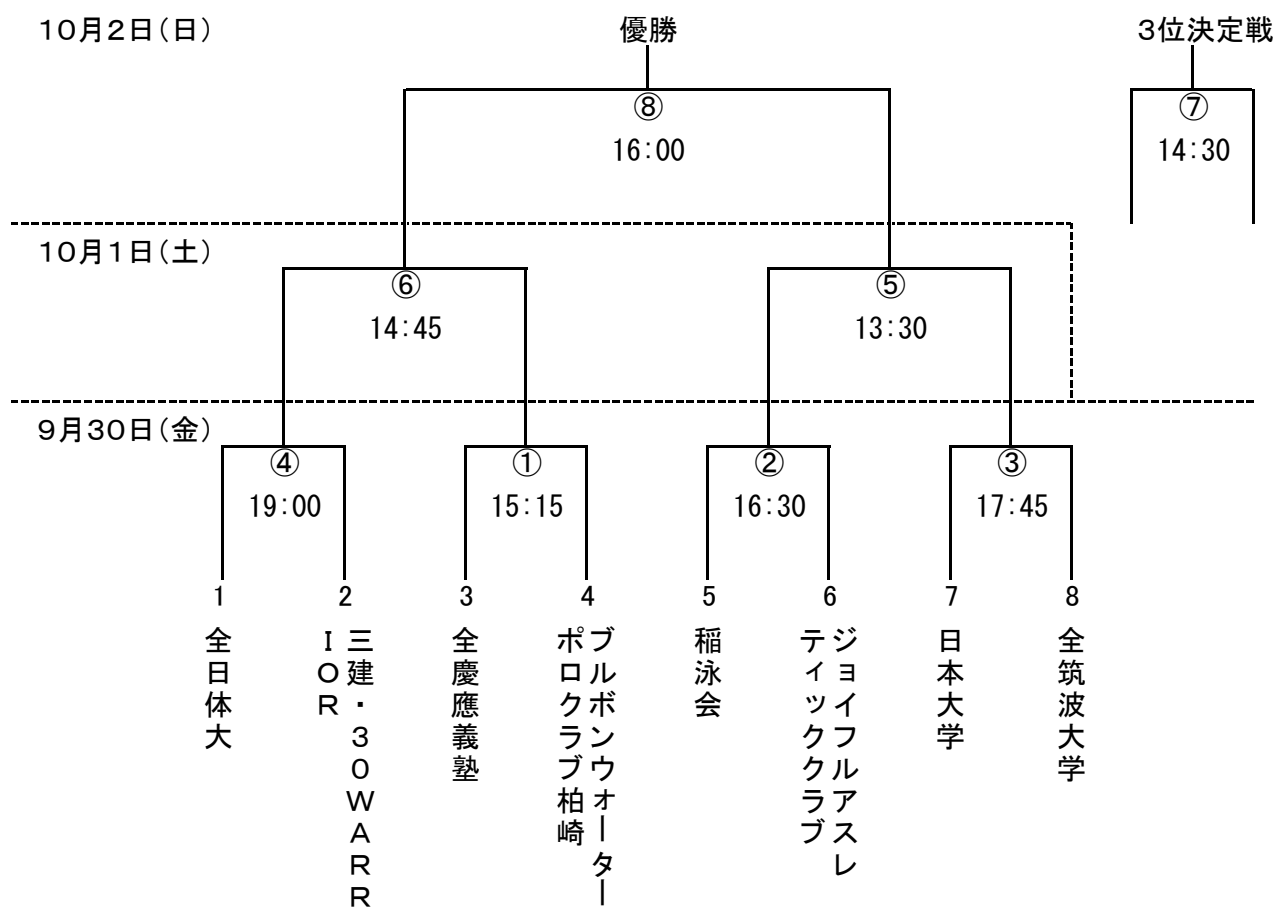 10月2日(日)
優勝
3位決定戦
⑧
⑦
16:00
14:30
10月1日(土)
⑥
⑤
14:45
13:30
9月30日(金)
④
①
②
③
19:00
15:15
16:30
17:45
1
2
3
4
5
6
7
8
全日体大
三建・30WARR
IOR
全慶應義塾
ブルボンウォーター
ポロクラブ柏崎
稲泳会
ジョイフルアスレ
ティッククラブ
日本大学
全筑波大学